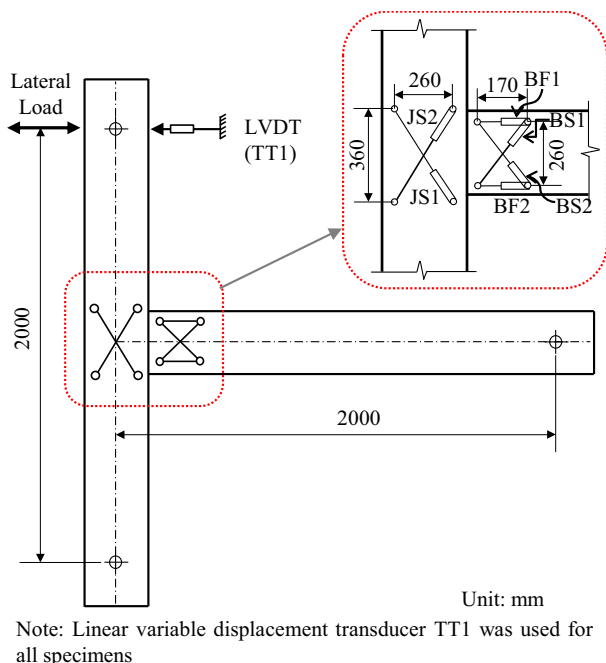 Lateral
Load
LVDT
(TT1)
260
170
BF1
JS2
BS1
360
260
JS1
BF2
BS2
2000
2000
Unit: mm
Note: Linear variable displacement transducer TT1 was used for
all specimens